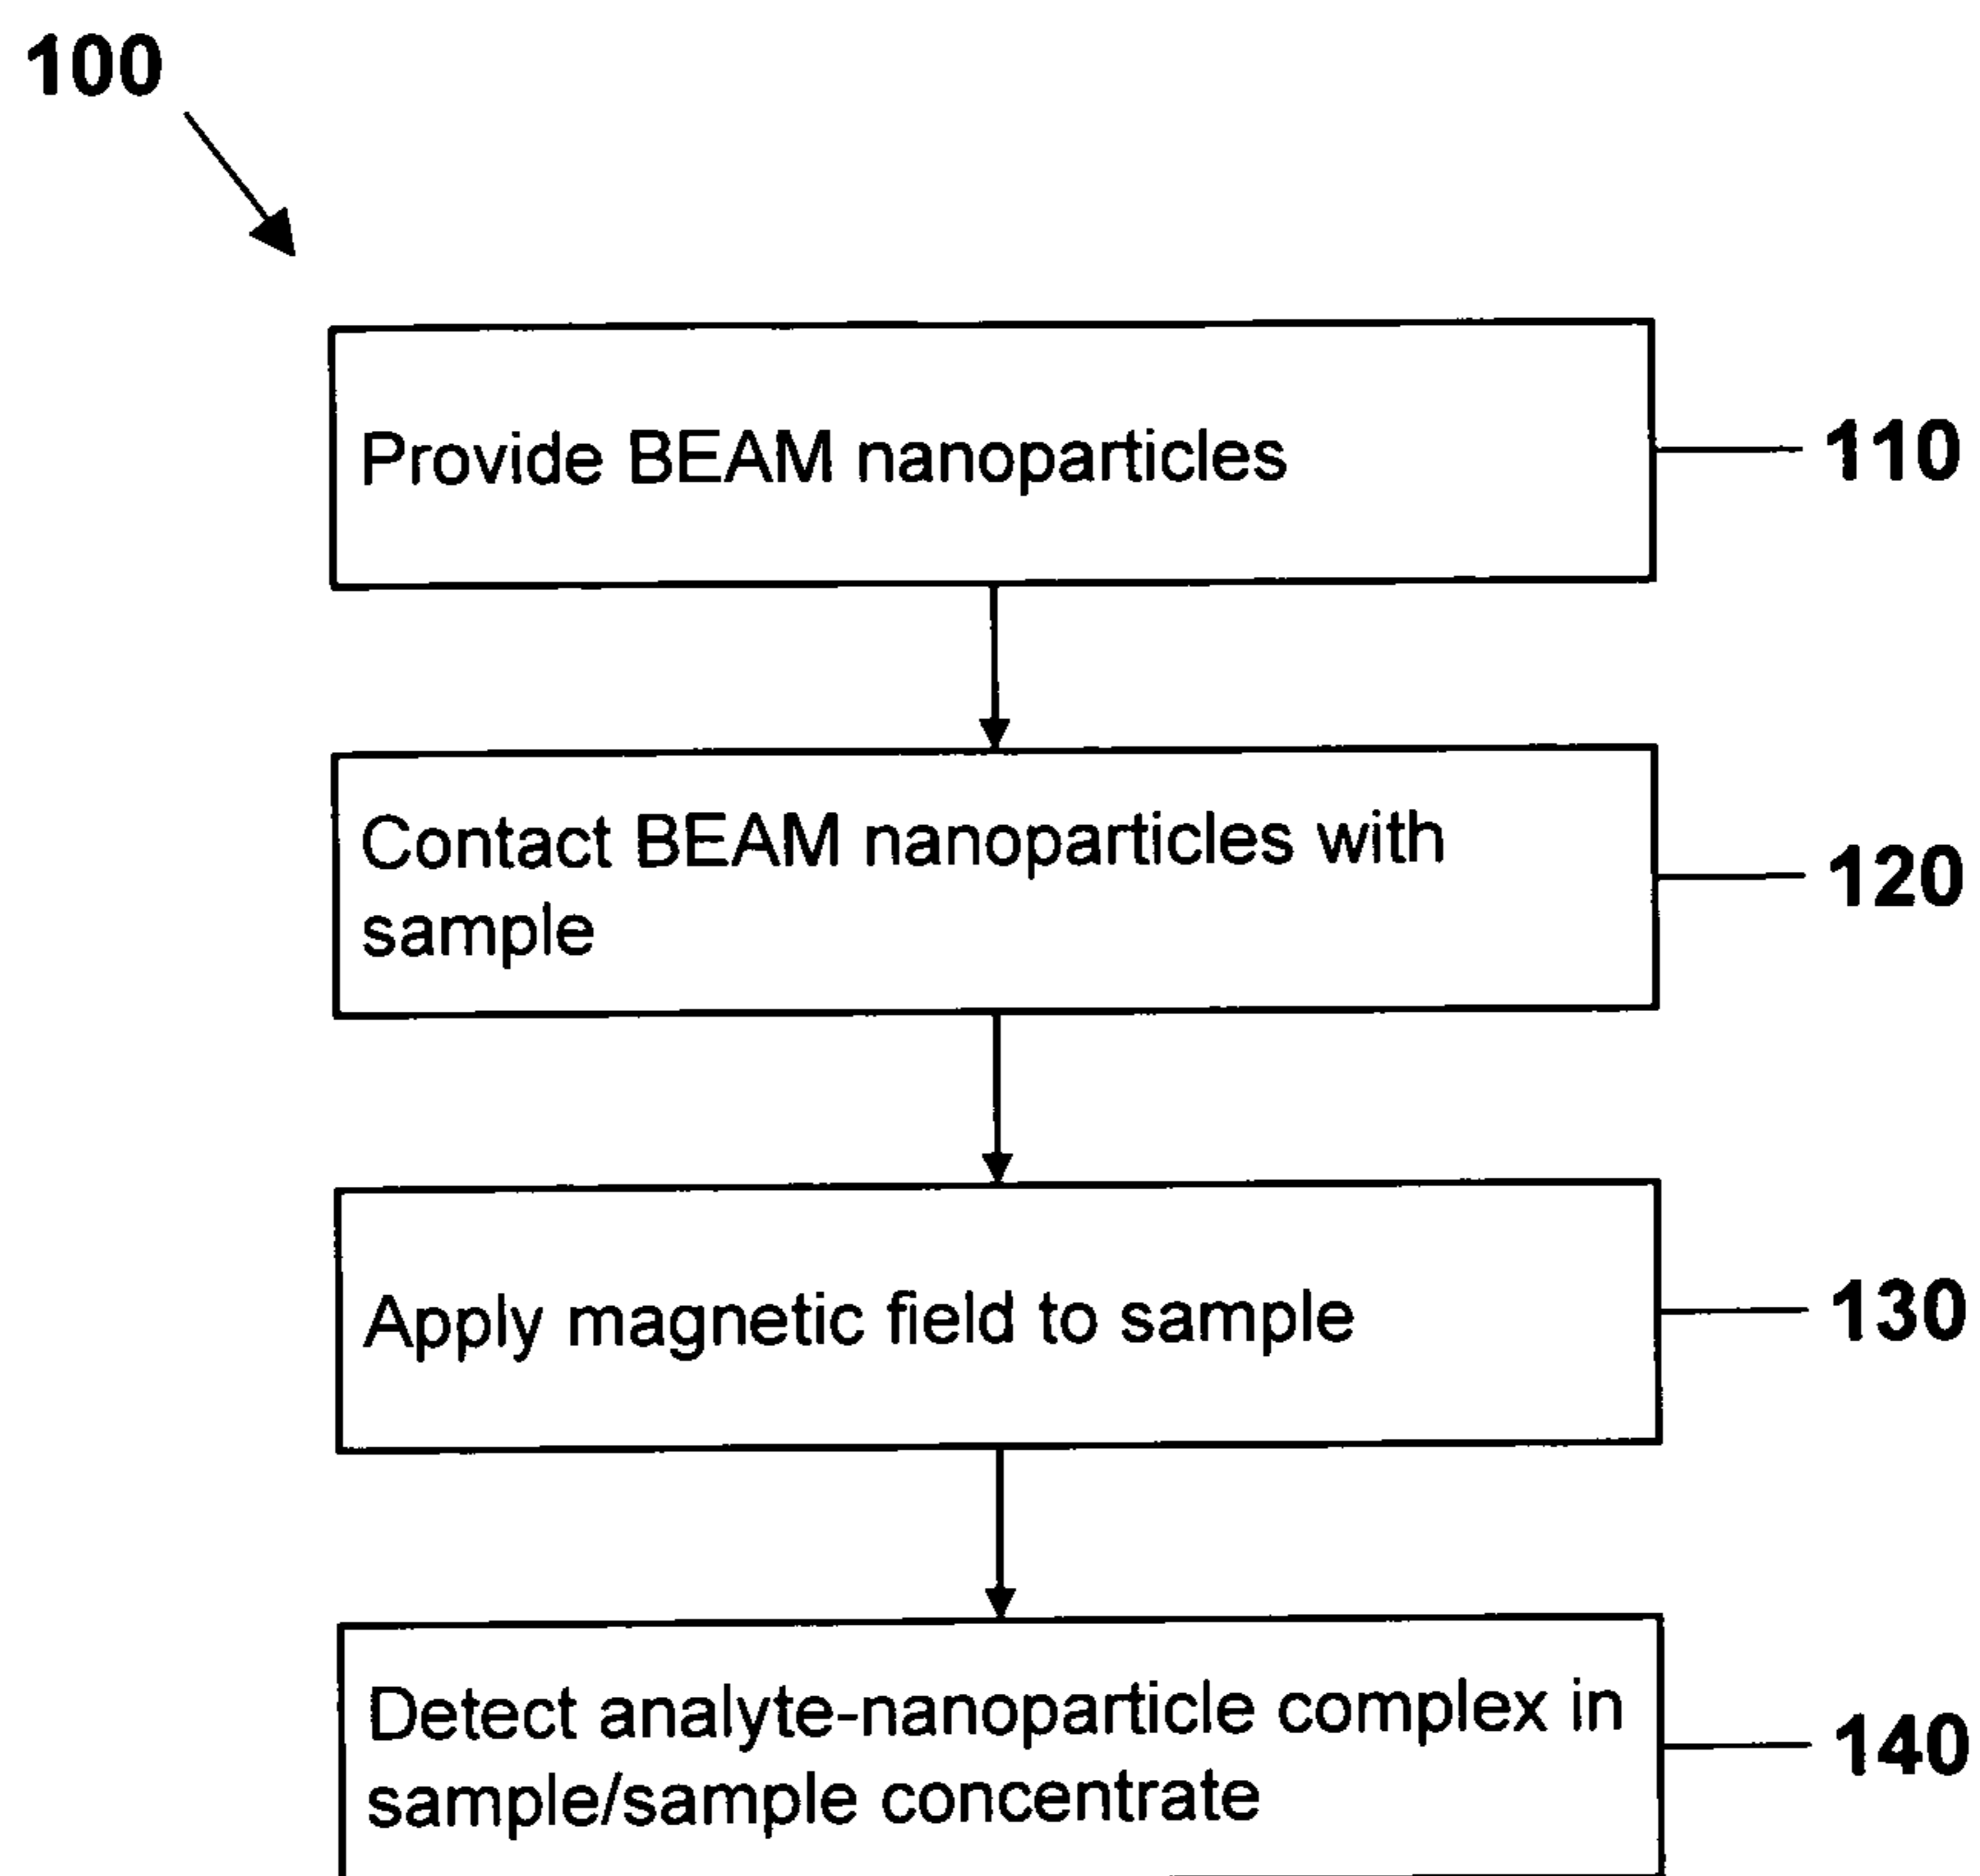 100
Provide BEAM nanoparticles
110
Contact BEAM nanoparticles with
sample
120
Apply magnetic field to sample
130
Detect analyte-nanoparticle complex in
sample/sample concentrate
140